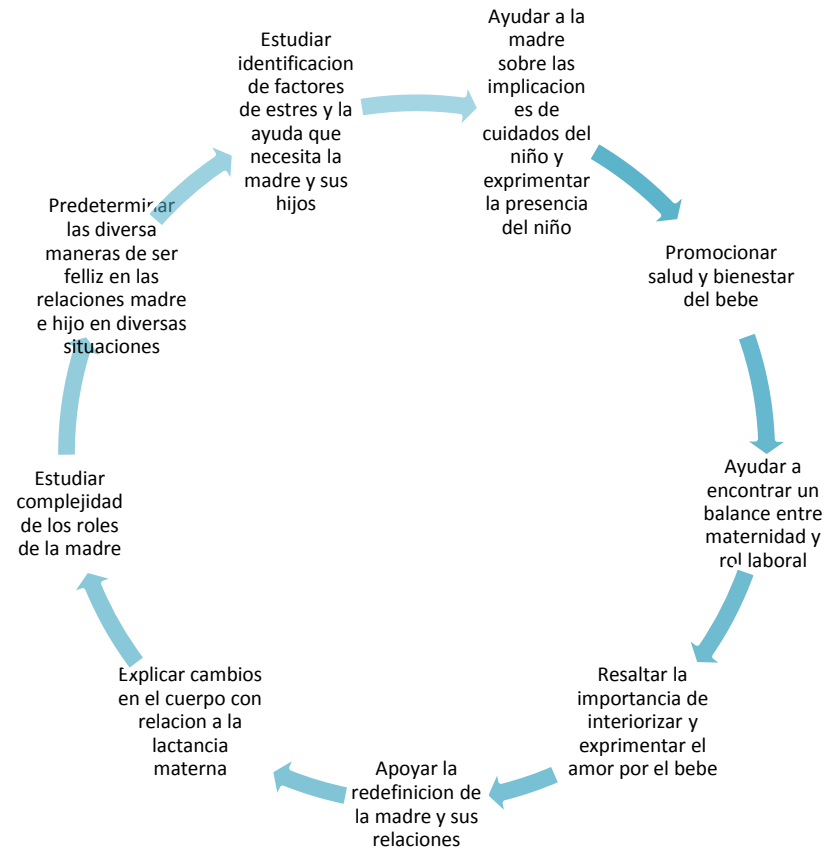 Ayudar a la
madre
sobre las
implicacion
es de
cuidados del
niño y
exprimentar
la presencia
del niño
Promocionar
salud y bienestar
del bebe
Ayudar a
encontrar un
balance entre
maternidad y
rol laboral
Resaltar la
importancia de
interiorizar y
exprimentar el
amor por el bebe
Apoyar la
redefinicion de
la madre y sus
relaciones
Explicar cambios
en el cuerpo con
relacion a la
lactancia
materna
Estudiar
complejidad
de los roles
de la madre
Predeterminar
las diversa
maneras de ser
felliz en las
relaciones madre
e hijo en diversas
situaciones
Estudiar
identificacion
de factores
de estres y la
ayuda que
necesita la
madre y sus
hijos